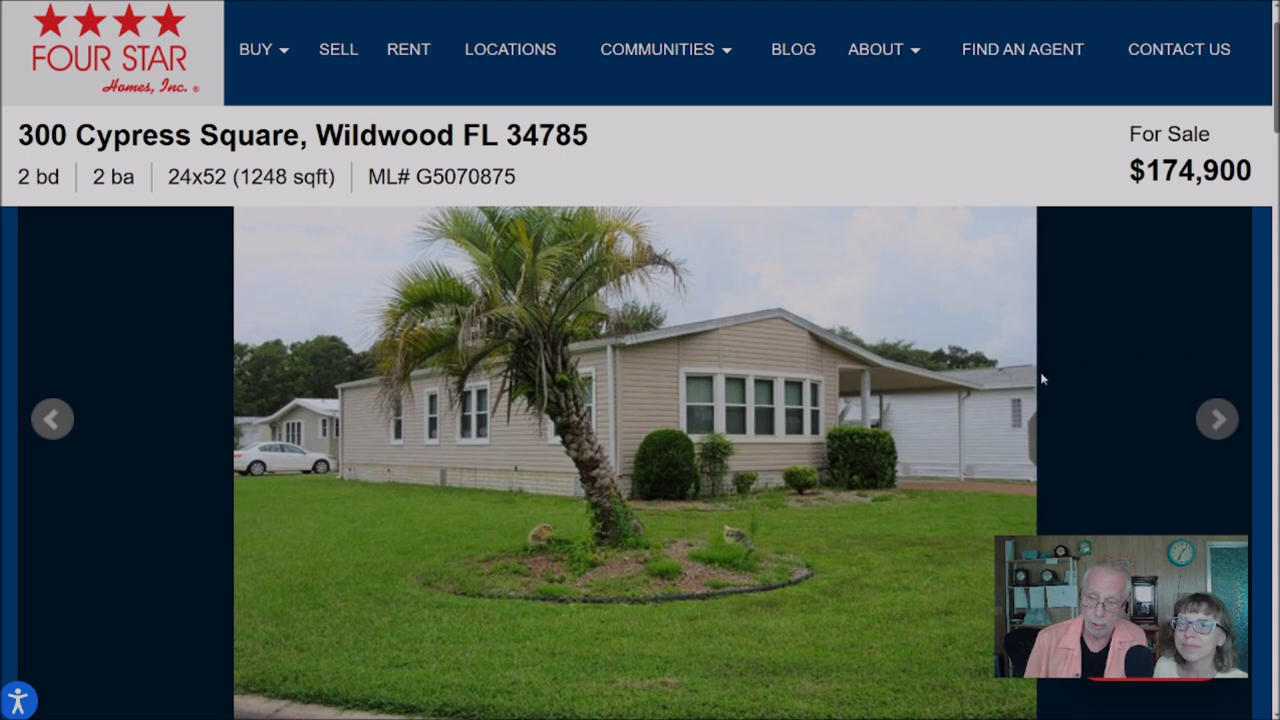 FOUR STAR
Homes, Inc. ®
BUY
SELL
RENT
LOCATIONS
COMMUNITIES
BLOG
ABOUT
FIND AN AGENT
CONTACT US
300 Cypress Square, Wildwood FL 34785
For Sale
2 bd
2 ba
24x52 (1248 sqft)
ML# G5070875
$174,900